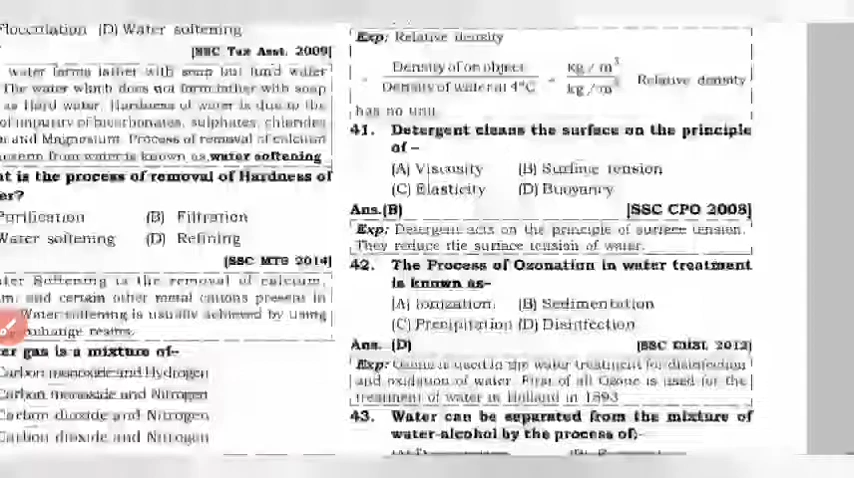 Flocculation (D) Water softening
[SSC Tax Asst. 2009]
water forms lather with soap but hard water
The water which does not form lather with soap
as Hard water. Hardness of water is due to the
of impurity of bicarbonates, sulphates, chlorides
and Magnesium. Process of removal of calcium
from water is known as water softening
at is the process of removal of Hardness of
er?
Purification (B) Filtration
Water softening (D) Refining
[SSC MTS 2014]
ter Softening is the removal of calcium,
and certain other metal cations present in
Water softening is usually achieved by using
exchange resins.
er gas is a mixture of-
Carbon monoxide and Hydrogen
Carbon monoxide and Nitrogen
Carbon dioxide and Nitrogen
Carbon dioxide and Nitrogen
Exp: Relative density
= Density of an object / Density of water at 4°C = kg / m³ / kg / m³ Relative density
has no unit
41. Detergent cleans the surface on the principle
of –
(A) Viscosity (B) Surface tension
(C) Elasticity (D) Buoyancy
Ans.(B) [SSC CPO 2008]
Exp: Detergent acts on the principle of surface tension.
They reduce the surface tension of water.
42. The Process of Ozonation in water treatment
is known as-
(A) Ionization (B) Sedimentation
(C) Precipitation (D) Disinfection
Ans. (D) [SSC 2012]
Exp: Ozone is used in the water treatment for disinfection
and oxidation of water. First of all Ozone is used for the
treatment of water in Holland in 1893
43. Water can be separated from the mixture of
water-alcohol by the process of:-